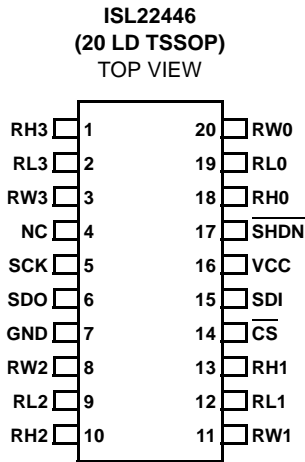 ISL22446
(20 LD TSSOP)
TOP VIEW
RH3 1 20 RW0
RL3 2 19 RL0
RW3 3 18 RH0
NC 4 17 SHDN
SCK 5 16 VCC
SDO 6 15 SDI
GND 7 14 CS
RW2 8 13 RH1
RL2 9 12 RL1
RH2 10 11 RW1